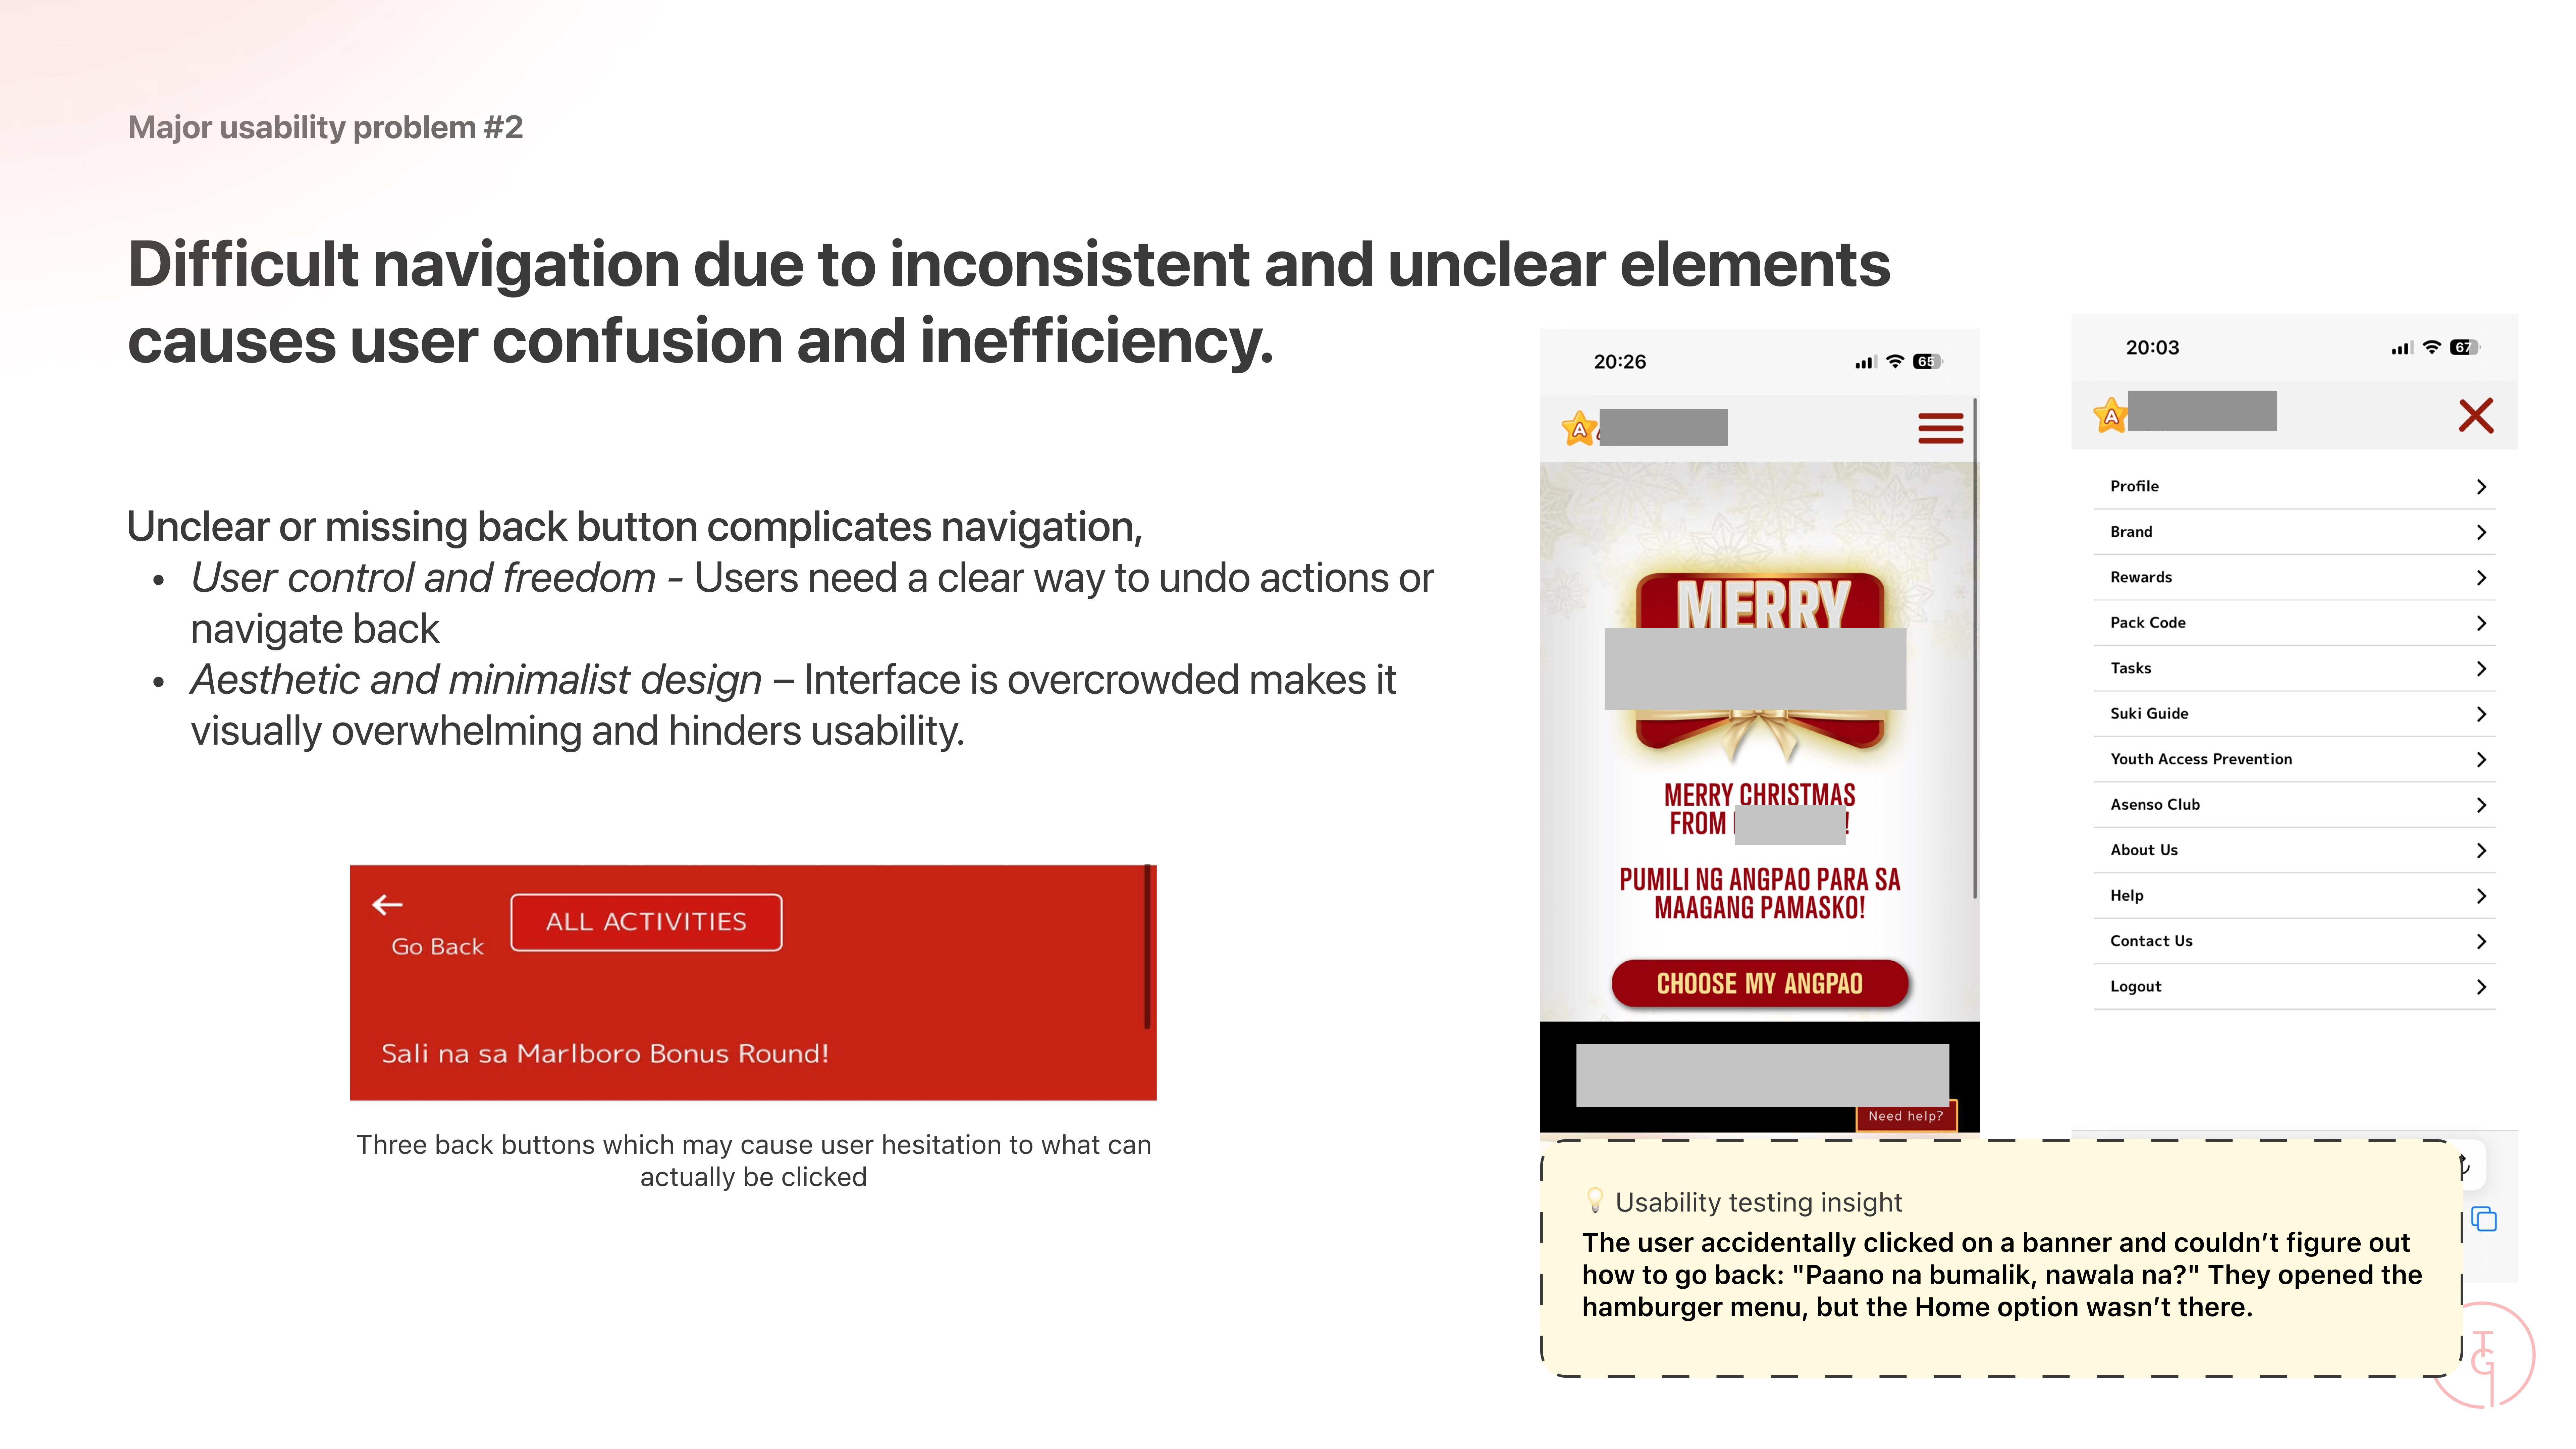 Major usability problem #2
Difficult navigation due to inconsistent and unclear elements
causes user confusion and inefficiency.
Unclear or missing back button complicates navigation,
• User control and freedom - Users need a clear way to undo actions or
navigate back
• Aesthetic and minimalist design – Interface is overcrowded makes it
visually overwhelming and hinders usability.
Go Back
ALL ACTIVITIES
Sali na sa Marlboro Bonus Round!
Three back buttons which may cause user hesitation to what can
actually be clicked
20:26
65
A
MERRY
MERRY CHRISTMAS
FROM !
PUMILI NG ANGPAO PARA SA
MAAGANG PAMASKO!
CHOOSE MY ANGPAO
Need help?
20:03
67
A
Profile
Brand
Rewards
Pack Code
Tasks
Suki Guide
Youth Access Prevention
Asenso Club
About Us
Help
Contact Us
Logout
💡 Usability testing insight
The user accidentally clicked on a banner and couldn’t figure out
how to go back: "Paano na bumalik, nawala na?" They opened the
hamburger menu, but the Home option wasn’t there.
TG